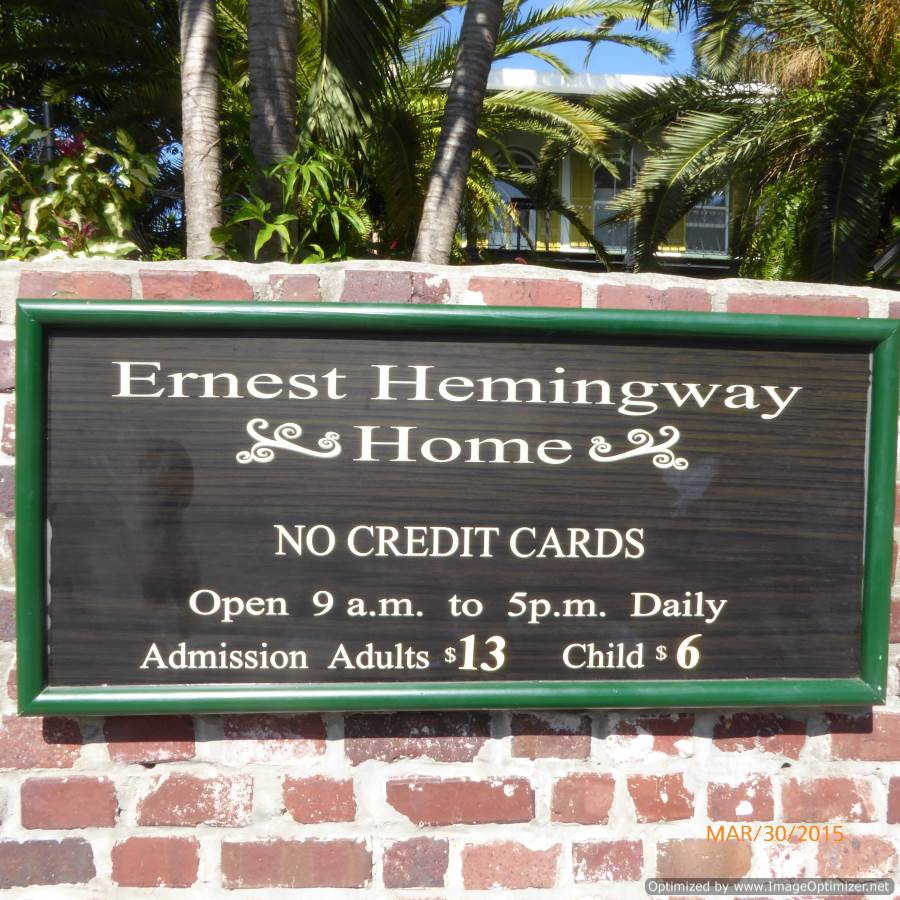 Ernest Hemingway
Home
NO CREDIT CARDS
Open 9 a.m. to 5p.m. Daily
Admission Adults $13 Child $ 6
MAR/30/2015
Optimized by www.ImageOptimizer.net